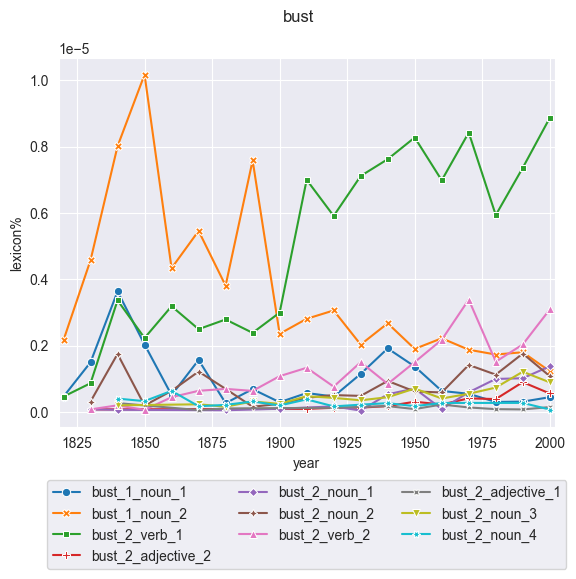 bust
1e−5
1.0
0.8
0.6
0.4
0.2
0.0
lexicon%
1825 1850 1875 1900 1925 1950 1975 2000
year
bust_1_noun_1 bust_2_noun_1 bust_2_adjective_1
bust_1_noun_2 bust_2_noun_2 bust_2_noun_3
bust_2_verb_1 bust_2_verb_2 bust_2_noun_4
bust_2_adjective_2